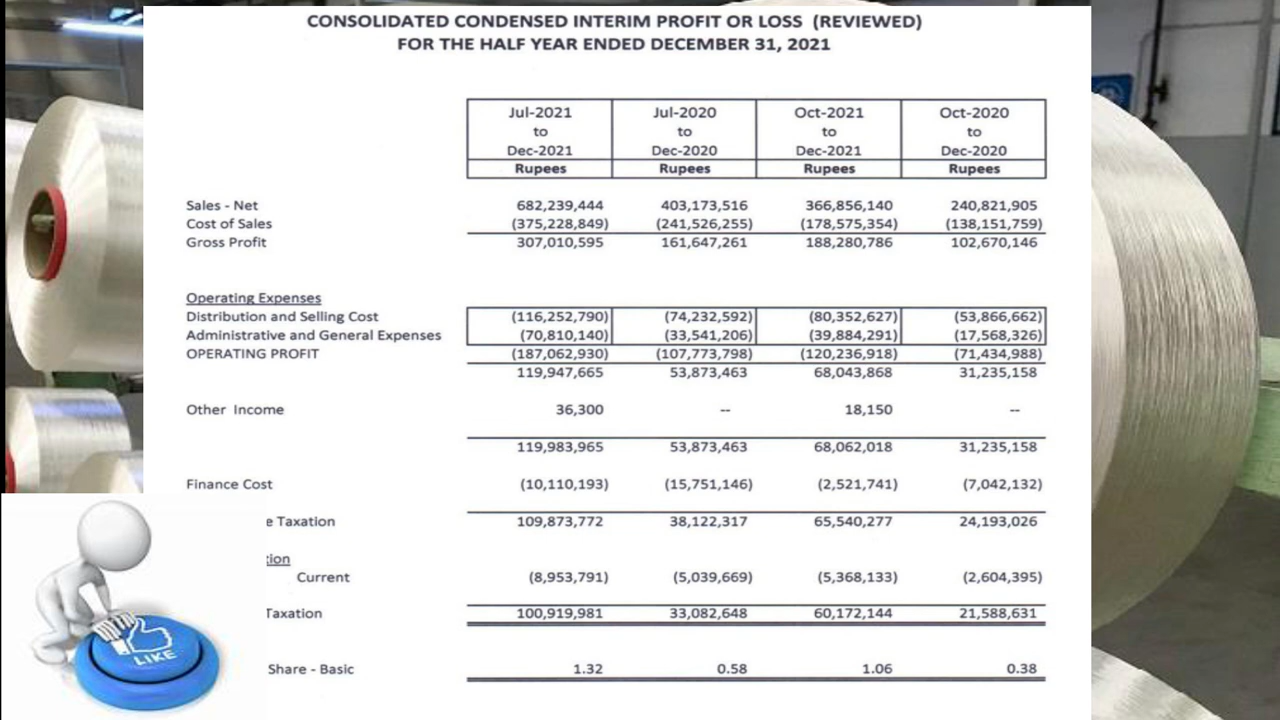 CONSOLIDATED CONDENSED INTERIM PROFIT OR LOSS (REVIEWED)
FOR THE HALF YEAR ENDED DECEMBER 31, 2021
Jul-2021 Jul-2020 Oct-2021 Oct-2020
to to to to
Dec-2021 Dec-2020 Dec-2021 Dec-2020
Rupees Rupees Rupees Rupees
Sales - Net 682,239,444 403,173,516 366,856,140 240,821,905
Cost of Sales (375,228,849) (241,526,255) (178,575,354) (138,151,759)
Gross Profit 307,010,595 161,647,261 188,280,786 102,670,146
Operating Expenses
Distribution and Selling Cost (116,252,790) (74,232,592) (80,352,627) (53,866,662)
Administrative and General Expenses (70,810,140) (33,541,206) (39,884,291) (17,568,326)
OPERATING PROFIT (187,062,930) (107,773,798) (120,236,918) (71,434,988)
119,947,665 53,873,463 68,043,868 31,235,158
Other Income 36,300 -- 18,150 --
119,983,965 53,873,463 68,062,018 31,235,158
Finance Cost (10,110,193) (15,751,146) (2,521,741) (7,042,132)
e Taxation 109,873,772 38,122,317 65,540,277 24,193,026
tion
Current (8,953,791) (5,039,669) (5,368,133) (2,604,395)
Taxation 100,919,981 33,082,648 60,172,144 21,588,631
Share - Basic 1.32 0.58 1.06 0.38
LIKE